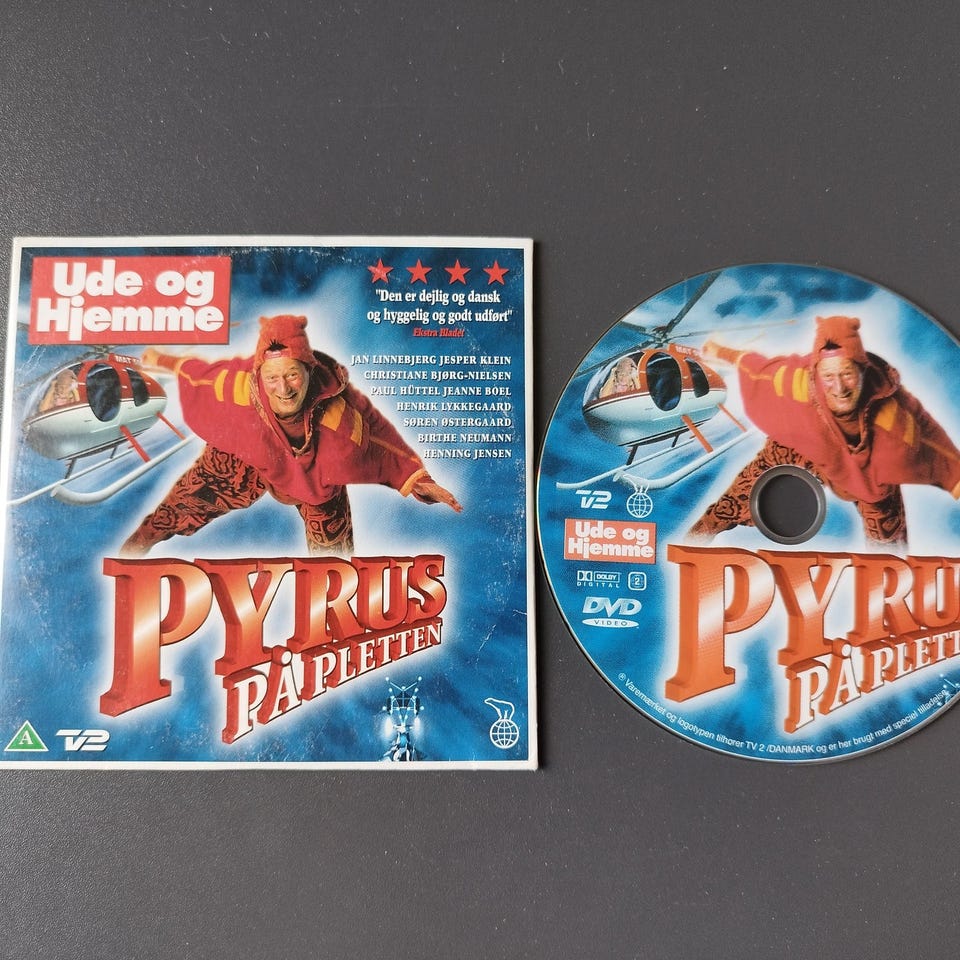 Ude og
Hjemme
"Den er dejlig og dansk
og hyggelig og godt udført"
Ekstra Bladet
JAN LINNEBJERG JESPER KLEIN
CHRISTIANE BJØRG-NIELSEN
PAUL HÜTTEL JEANNE BOEL
HENRIK LYKKEGAARD
SØREN ØSTERGAARD
BIRTHE NEUMANN
HENNING JENSEN
MAT
PYRUS
PÅ PLETTEN
A
TV2
MAT
TV2
Ude og
Hjemme
DOLBY
DIGITAL
2
DVD
VIDEO
PYRU
PÅ PLETT
® Varemærket og logotypen tilhører TV 2 /DANMARK og er her brugt med speciel tilladelse